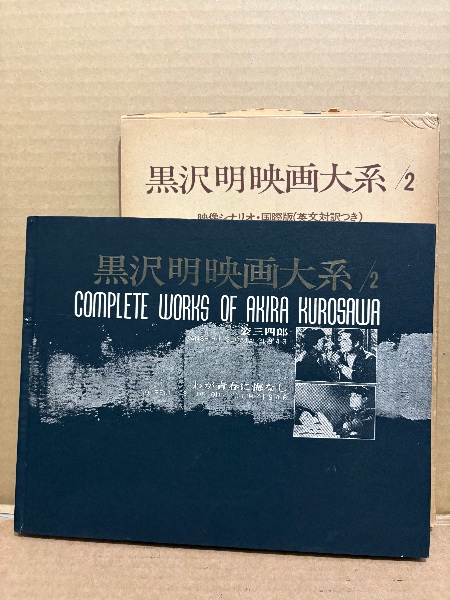 黒沢明映画大系/2
映像シナリオ・国際版(英文対訳つき)
黒沢明映画大系/2
COMPLETE WORKS OF AKIRA KUROSAWA
姿三四郎
わが青春に悔なし